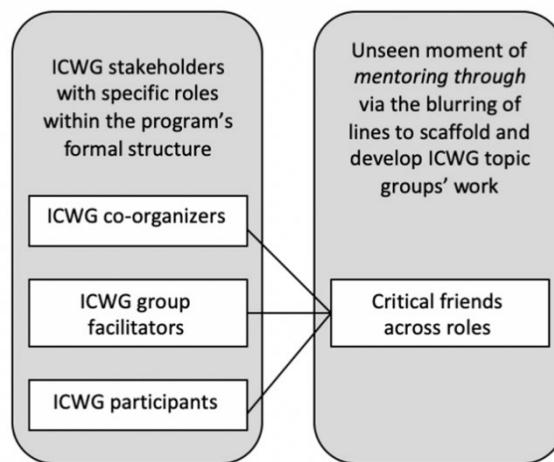 ICWG stakeholders
with specific roles
within the program's
formal structure
ICWG co-organizers
ICWG group
facilitators
ICWG participants
Unseen moment of
mentoring through
via the blurring of
lines to scaffold and
develop ICWG topic
groups' work
Critical friends
across roles